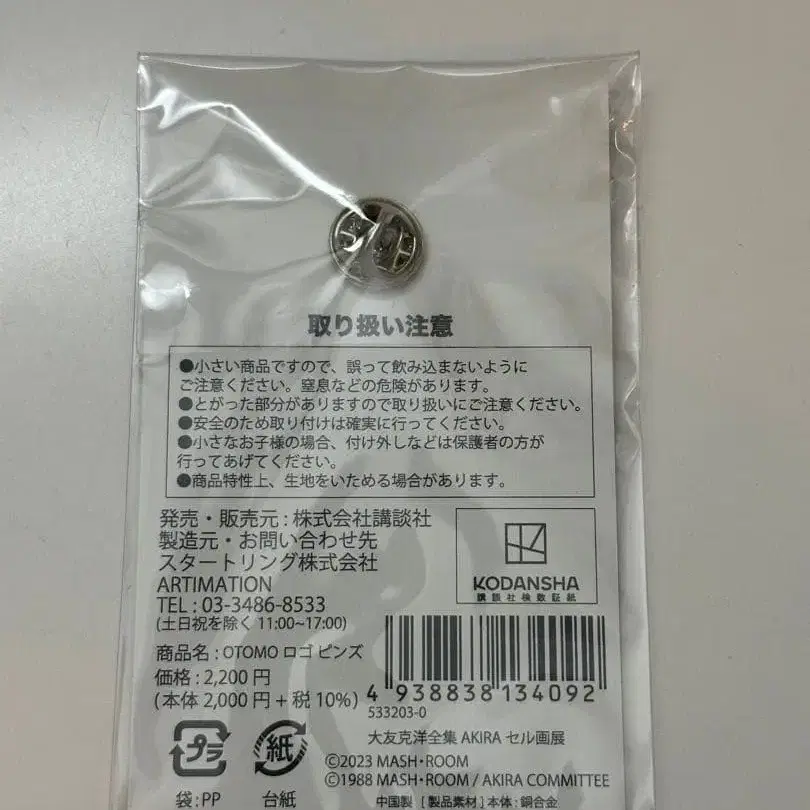 取り扱い注意
●小さい商品ですので、誤って飲み込まないように
ご注意ください。窒息などの危険があります。
●とがった部分がありますので取り扱いにご注意ください。
●安全のため取り付けは確実に行ってください。
●小さなお子様の場合、付け外しなどは保護者の方が
行ってあげてください。
●商品特性上、生地をいためる場合があります。
発売・販売元：株式会社講談社
製造元・お問い合わせ先
スタートリング株式会社
ARTIMATION
TEL：03-3486-8533
(土日祝を除く 11:00~17:00)
KODANSHA
講談社検数証紙
商品名：OTOMO ロゴ ピンズ
価格：2,200 円
(本体 2,000 円 + 税 10%)
4 938838 134092
533203-0
プラ
紙
袋：PP
台紙
大友克洋全集 AKIRA セル画展
©2023 MASH・ROOM
©1988 MASH・ROOM / AKIRA COMMITTEE
中国製 [ 製品素材 ] 本体：銅合金